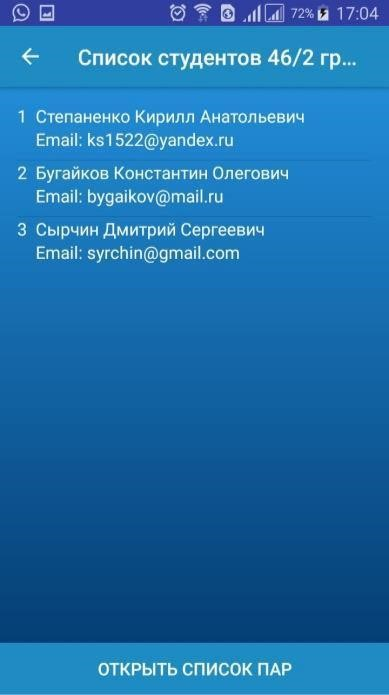 72% 17:04
Список студентов 46/2 гр...
1 Степаненко Кирилл Анатольевич
Email: ks1522@yandex.ru
2 Бугайков Константин Олегович
Email: bygaikov@mail.ru
3 Сырчин Дмитрий Сергеевич
Email: syrchin@gmail.com
ОТКРЫТЬ СПИСОК ПАР